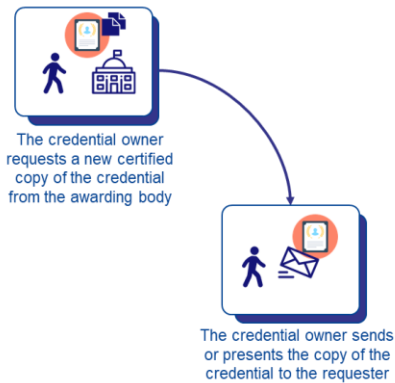 The credential owner
requests a new certified
copy of the credential
from the awarding body
The credential owner sends
or presents the copy of the
credential to the requester